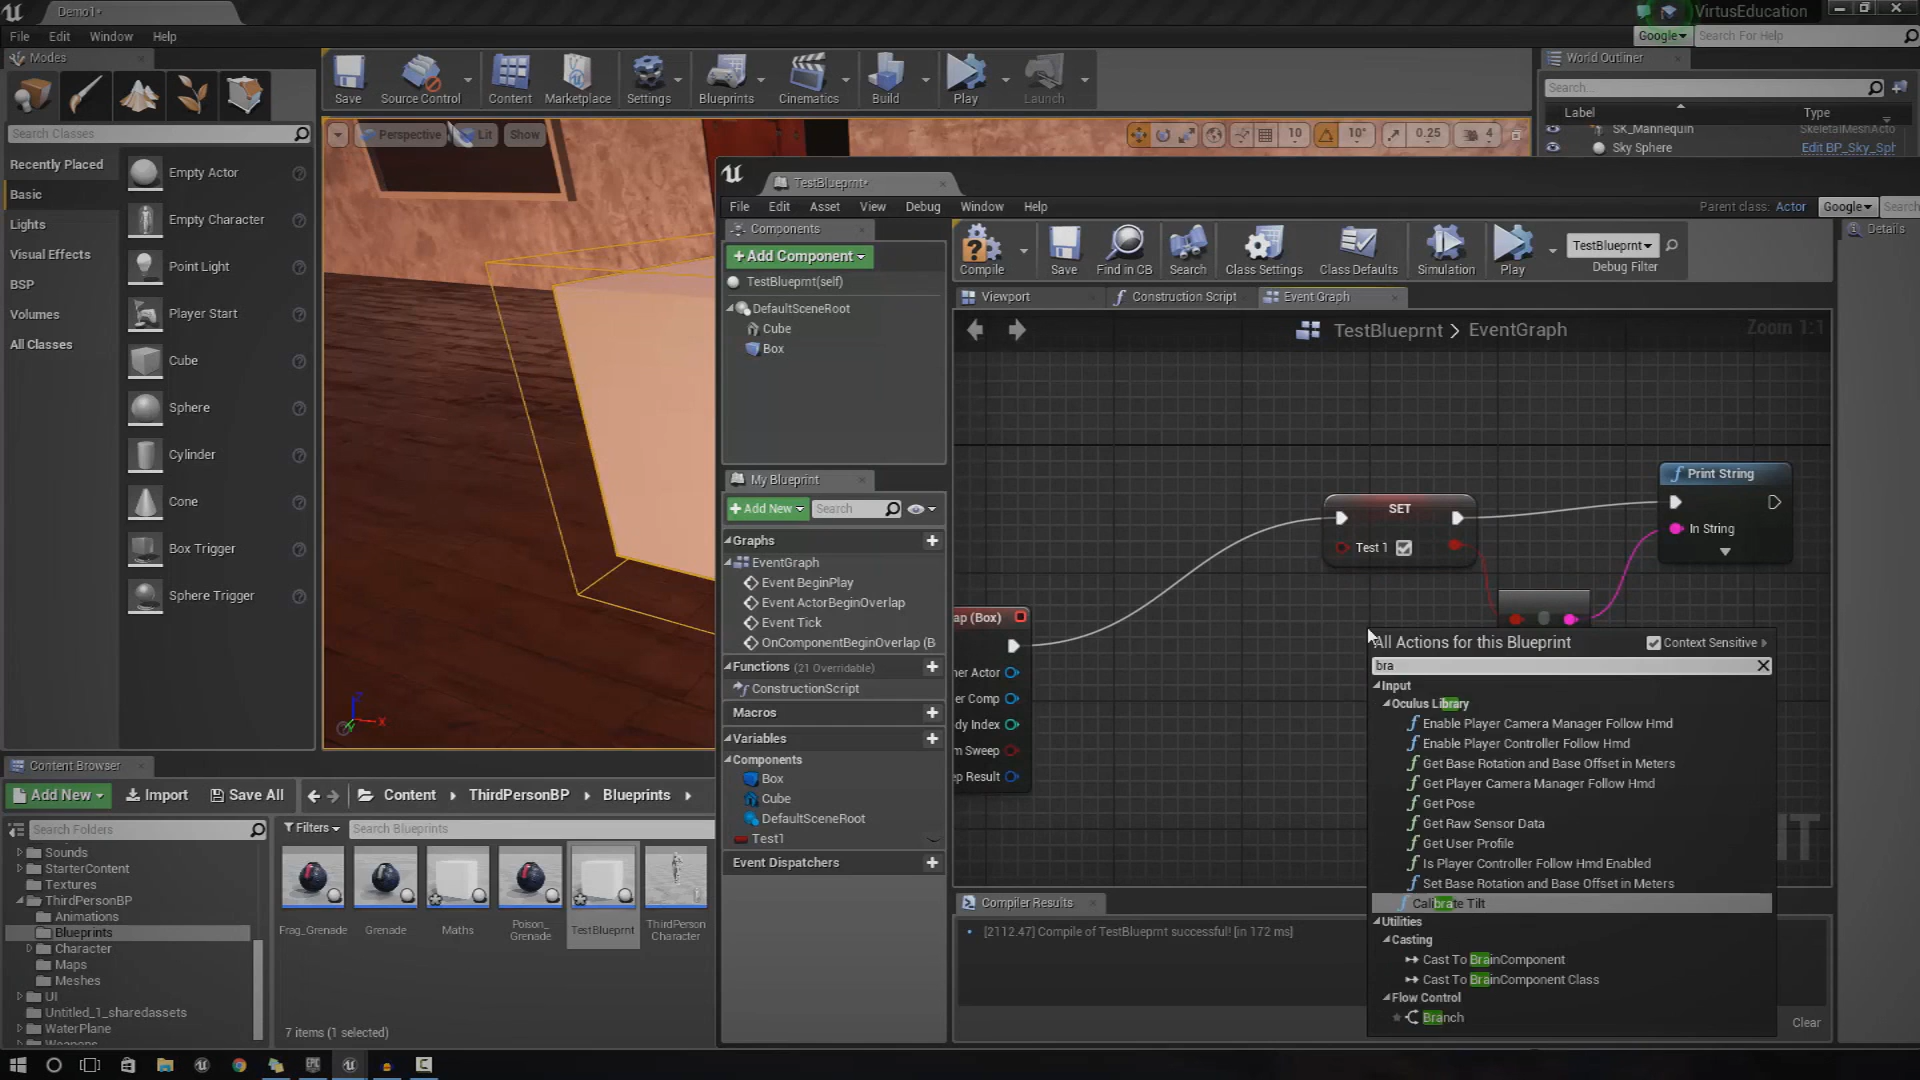 Demo1*
VirtusEducation
File Edit Window Help
Google
Search For Help
Modes
Search Classes
Recently Placed
Basic
Lights
Visual Effects
BSP
Volumes
All Classes
Empty Actor
Empty Character
Point Light
Player Start
Cube
Sphere
Cylinder
Cone
Box Trigger
Sphere Trigger
Save
Source Control
Content
Marketplace
Settings
Blueprints
Cinematics
Build
Play
Launch
Perspective
Lit
Show
10
10°
0.25
4
World Outliner
Search...
Label
Type
SK_Mannequin
SkeletalMeshActo
Sky Sphere
Edit BP_Sky_Sph
TestBlueprnt*
File Edit Asset View Debug Window Help
Parent class: Actor
Google
Search
Components
+Add Component
TestBlueprnt(self)
DefaultSceneRoot
Cube
Box
Compile
Save
Find in CB
Search
Class Settings
Class Defaults
Simulation
Play
TestBlueprnt
Debug Filter
Details
Viewport
Construction Script
Event Graph
TestBlueprnt > EventGraph
Zoom 1:1
My Blueprint
+Add New
Search
Graphs
EventGraph
Event BeginPlay
Event ActorBeginOverlap
Event Tick
OnComponentBeginOverlap (B
Functions (21 Overridable)
ConstructionScript
Macros
Variables
Components
Box
Cube
DefaultSceneRoot
Test1
Event Dispatchers
ap (Box)
er Actor
er Comp
dy Index
m Sweep
ep Result
SET
Test 1
Print String
In String
All Actions for this Blueprint
Context Sensitive
bra
Input
Oculus Library
Enable Player Camera Manager Follow Hmd
Enable Player Controller Follow Hmd
Get Base Rotation and Base Offset in Meters
Get Player Camera Manager Follow Hmd
Get Pose
Get Raw Sensor Data
Get User Profile
Is Player Controller Follow Hmd Enabled
Set Base Rotation and Base Offset in Meters
Calibrate Tilt
Utilities
Casting
Cast To BrainComponent
Cast To BrainComponent Class
Flow Control
Branch
Compiler Results
[2112.47] Compile of TestBlueprnt successful! [in 172 ms]
Clear
Content Browser
Add New
Import
Save All
Content
ThirdPersonBP
Blueprints
Search Folders
Filters
Search Blueprints
Sounds
StarterContent
Textures
ThirdPersonBP
Animations
Blueprints
Character
Maps
Meshes
UI
Untitled_1_sharedassets
WaterPlane
Weapons
Frag_Grenade
Grenade
Maths
Poison_
Grenade
TestBlueprnt
ThirdPerson
Character
7 items (1 selected)